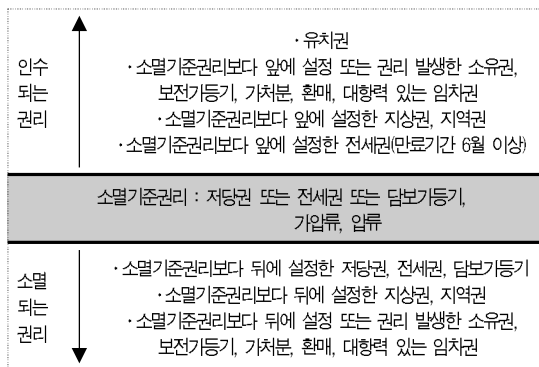 인수
되는
권리
·유치권
·소멸기준권리보다 앞에 설정 또는 권리 발생한 소유권,
보전가등기, 가처분, 환매, 대항력 있는 임차권
·소멸기준권리보다 앞에 설정한 지상권, 지역권
·소멸기준권리보다 앞에 설정한 전세권(만료기간 6월 이상)
소멸기준권리 : 저당권 또는 전세권 또는 담보가등기,
가압류, 압류
소멸
되는
권리
·소멸기준권리보다 뒤에 설정한 저당권, 전세권, 담보가등기
·소멸기준권리보다 뒤에 설정한 지상권, 지역권
·소멸기준권리보다 뒤에 설정 또는 권리 발생한 소유권,
보전가등기, 가처분, 환매, 대항력 있는 임차권